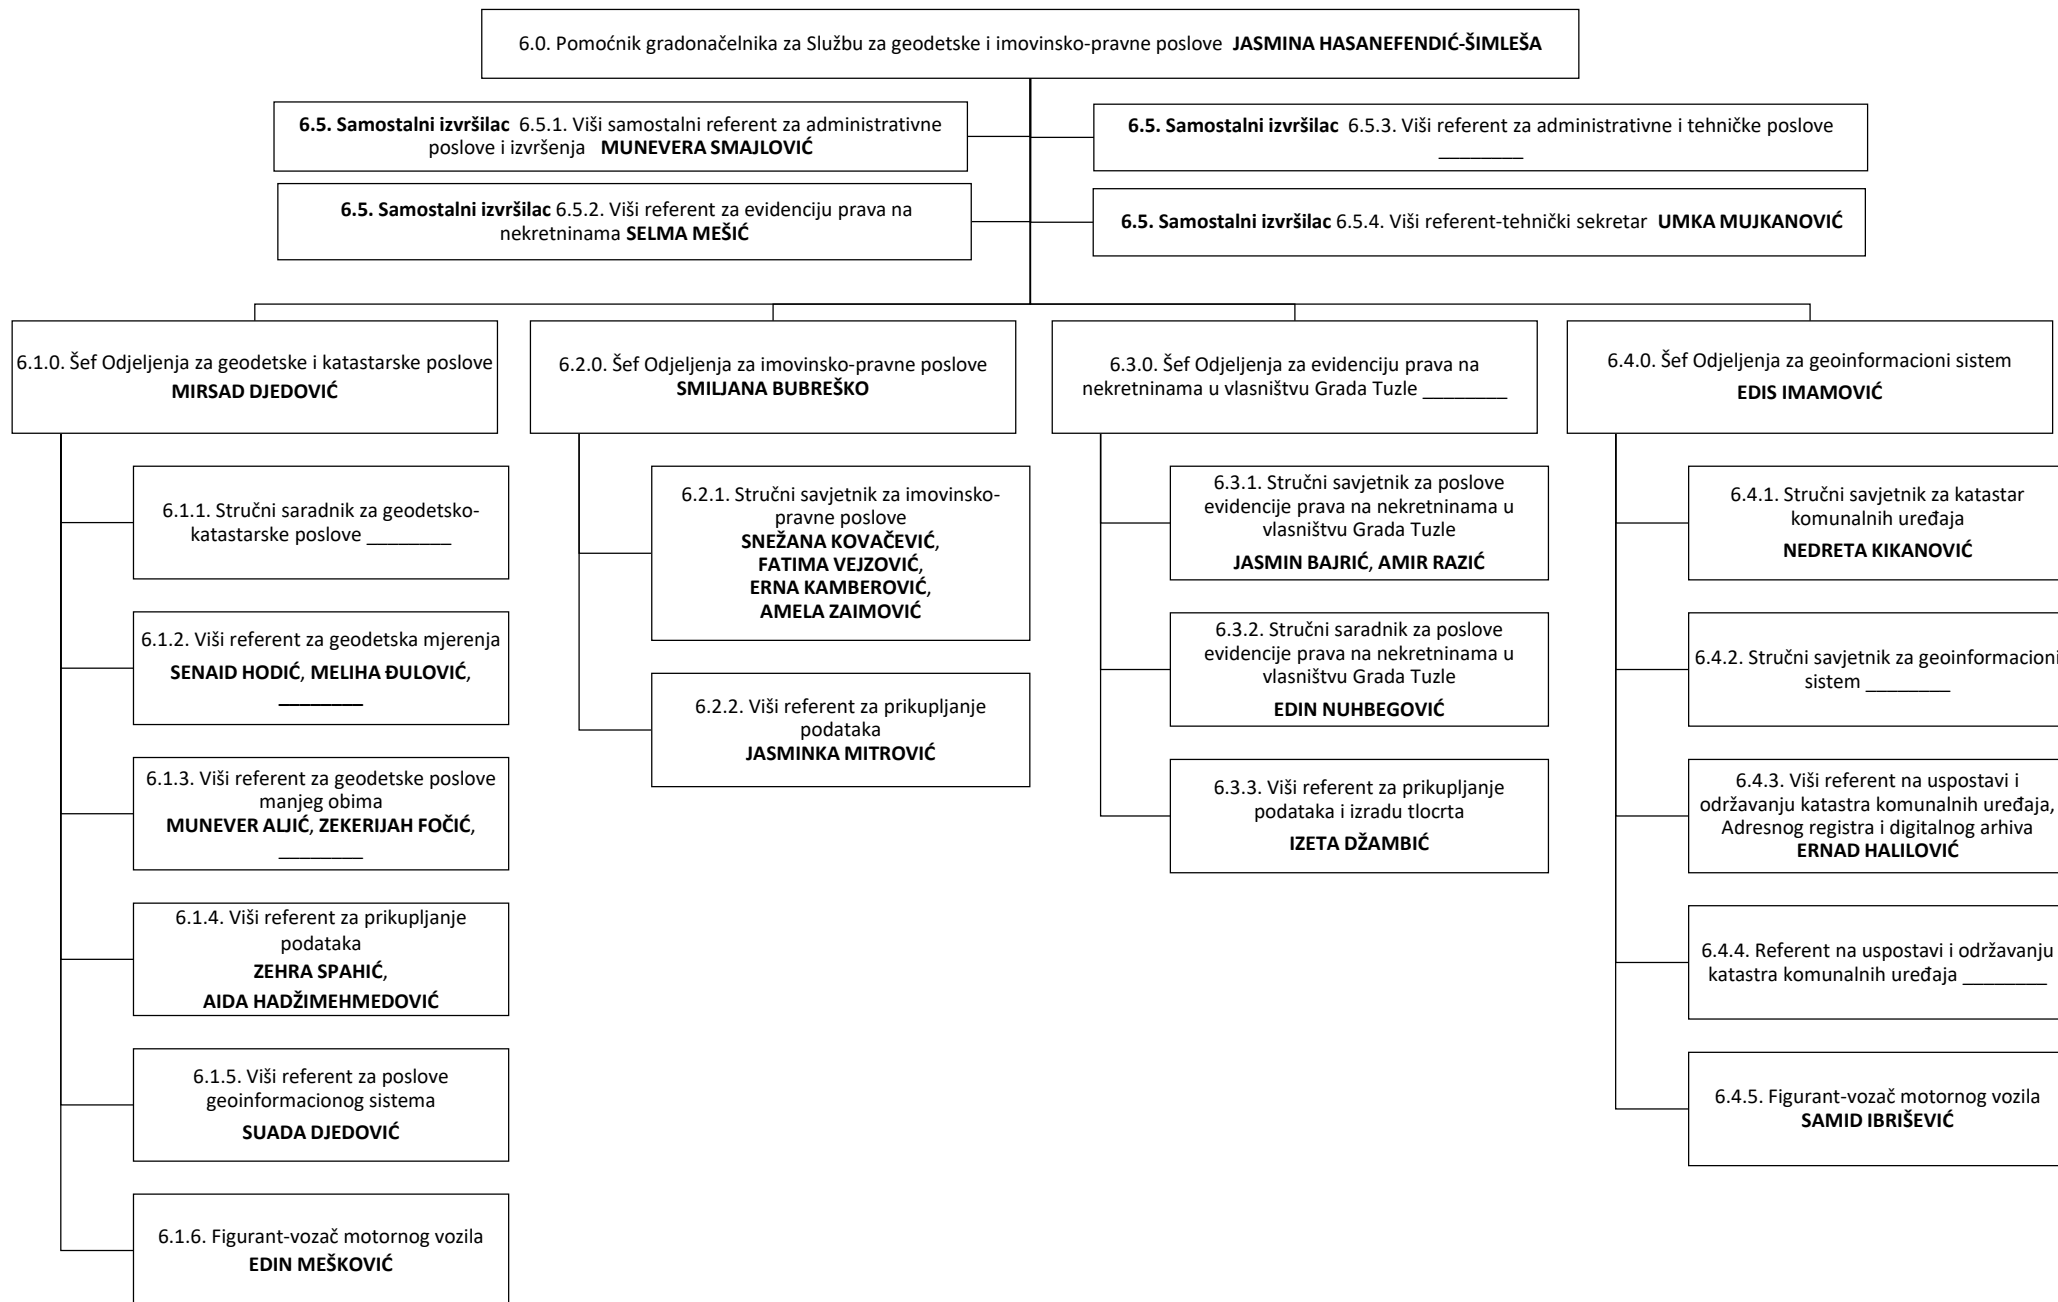 6.0. Pomoćnik gradonačelnika za Službu za geodetske i imovinsko-pravne poslove JASMINA HASANEFENDIĆ-ŠIMLEŠA
6.5. Samostalni izvršilac 6.5.1. Viši samostalni referent za administrativne
poslove i izvršenja MUNEVERA SMAJLOVIĆ
6.5. Samostalni izvršilac 6.5.3. Viši referent za administrativne i tehničke poslove
________
6.5. Samostalni izvršilac 6.5.2. Viši referent za evidenciju prava na
nekretninama SELMA MEŠIĆ
6.5. Samostalni izvršilac 6.5.4. Viši referent-tehnički sekretar UMKA MUJKANOVIĆ
6.1.0. Šef Odjeljenja za geodetske i katastarske poslove
MIRSAD DJEDOVIĆ
6.1.1. Stručni saradnik za geodetsko-
katastarske poslove ________
6.1.2. Viši referent za geodetska mjerenja
SENAID HODIĆ, MELIHA ĐULOVIĆ,
________
6.1.3. Viši referent za geodetske poslove
manjeg obima
MUNEVER ALJIĆ, ZEKERIJAH FOČIĆ,
________
6.1.4. Viši referent za prikupljanje
podataka
ZEHRA SPAHIĆ,
AIDA HADŽIMEHMEDOVIĆ
6.1.5. Viši referent za poslove
geoinformacionog sistema
SUADA DJEDOVIĆ
6.1.6. Figurant-vozač motornog vozila
EDIN MEŠKOVIĆ
6.2.0. Šef Odjeljenja za imovinsko-pravne poslove
SMILJANA BUBREŠKO
6.2.1. Stručni savjetnik za imovinsko-
pravne poslove
SNEŽANA KOVAČEVIĆ,
FATIMA VEJZOVIĆ,
ERNA KAMBEROVIĆ,
AMELA ZAIMOVIĆ
6.2.2. Viši referent za prikupljanje
podataka
JASMINKA MITROVIĆ
6.3.0. Šef Odjeljenja za evidenciju prava na
nekretninama u vlasništvu Grada Tuzle ________
6.3.1. Stručni savjetnik za poslove
evidencije prava na nekretninama u
vlasništvu Grada Tuzle
JASMIN BAJRIĆ, AMIR RAZIĆ
6.3.2. Stručni saradnik za poslove
evidencije prava na nekretninama u
vlasništvu Grada Tuzle
EDIN NUHBEGOVIĆ
6.3.3. Viši referent za prikupljanje
podataka i izradu tlocrta
IZETA DŽAMBIĆ
6.4.0. Šef Odjeljenja za geoinformacioni sistem
EDIS IMAMOVIĆ
6.4.1. Stručni savjetnik za katastar
komunalnih uređaja
NEDRETA KIKANOVIĆ
6.4.2. Stručni savjetnik za geoinformacioni
sistem ________
6.4.3. Viši referent na uspostavi i
održavanju katastra komunalnih uređaja,
Adresnog registra i digitalnog arhiva
ERNAD HALILOVIĆ
6.4.4. Referent na uspostavi i održavanju
katastra komunalnih uređaja ________
6.4.5. Figurant-vozač motornog vozila
SAMID IBRIŠEVIĆ